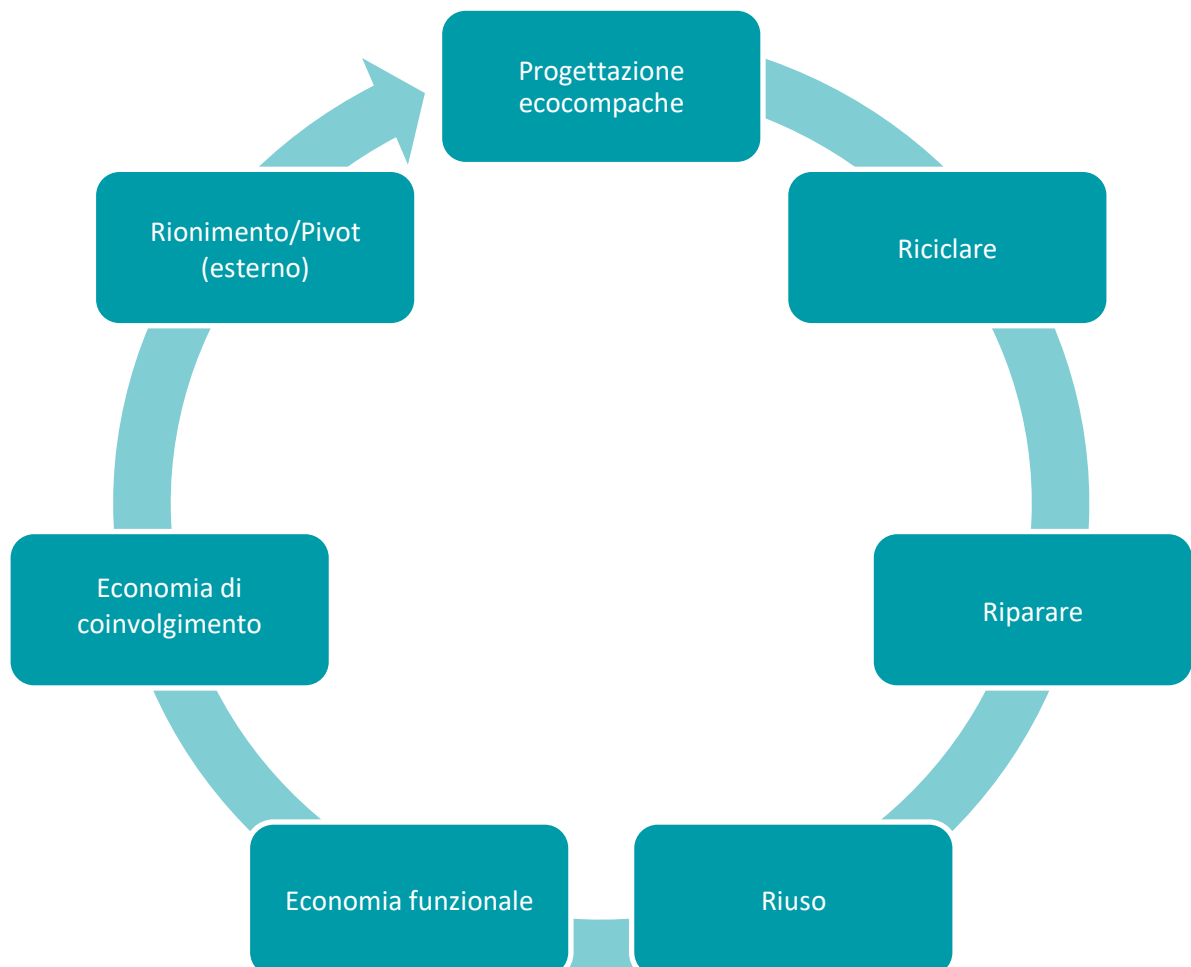 Progettazione
ecocompache
Riciclare
Riparare
Riuso
Economia funzionale
Economia di
coinvolgimento
Rionimento/Pivot
(esterno)